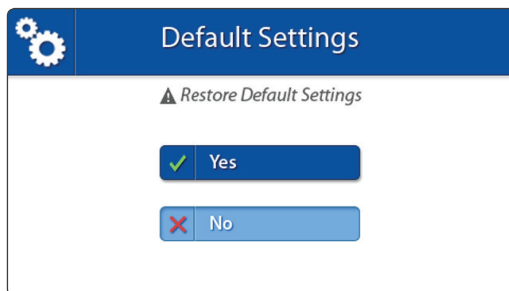 Default Settings
Restore Default Settings
Yes
No